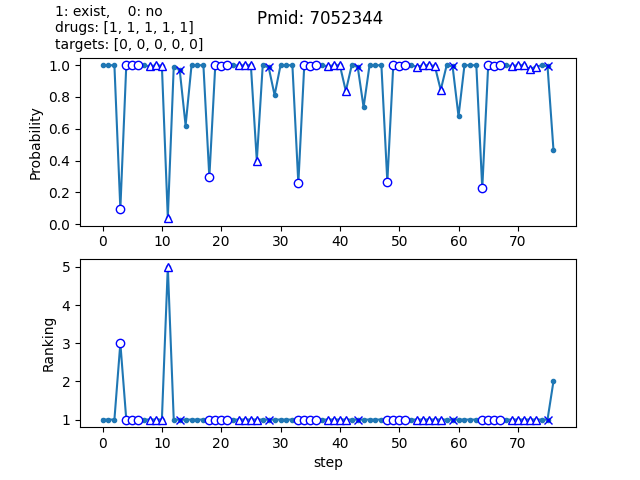 1: exist,    0: no
Pmid: 7052344
drugs: [1, 1, 1, 1, 1]
targets: [0, 0, 0, 0, 0]
1.0
0.8
0.6
0.4
0.2
0.0
Probability
0 10 20 30 40 50 60 70
5
4
3
2
1
Ranking
0 10 20 30 40 50 60 70
step